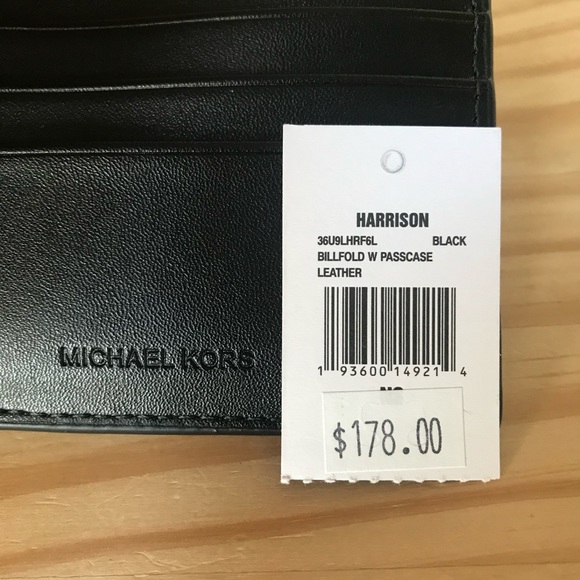 HARRISON
36U9LHRF6L BLACK
BILLFOLD W PASSCASE
LEATHER
1 93600 14921 4
$178.00
MICHAEL KORS